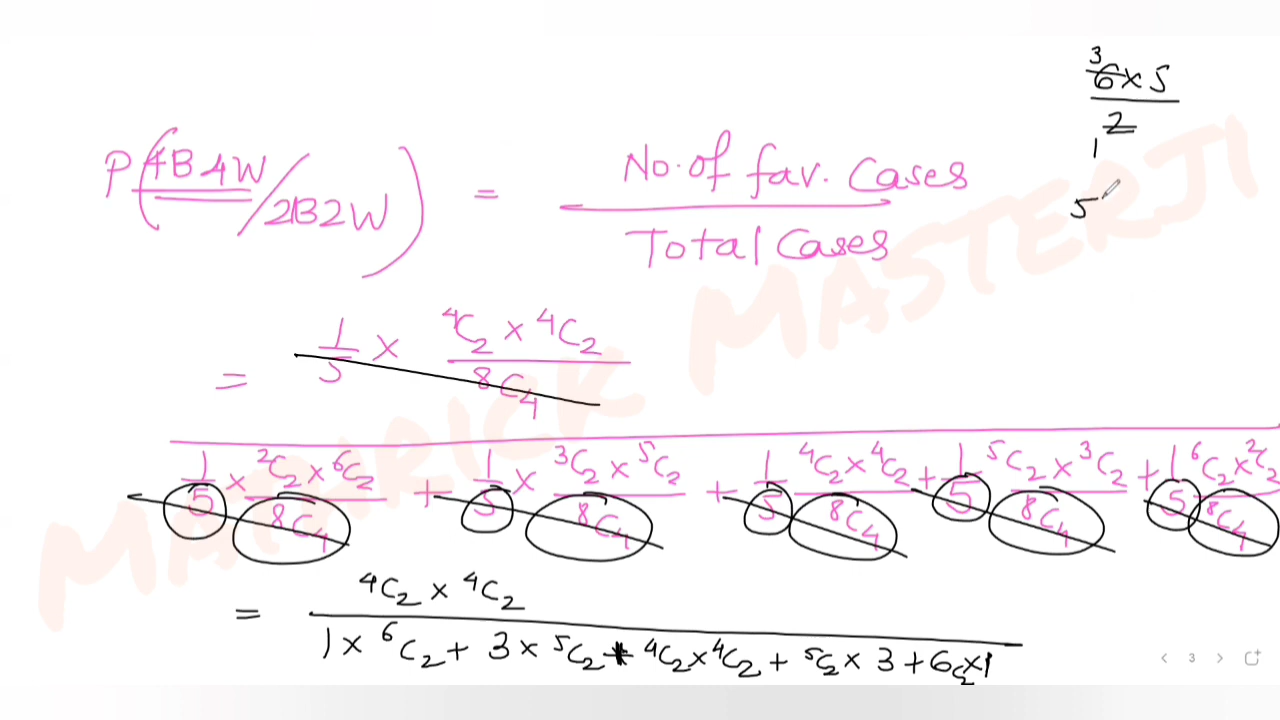 3
6 x 5
2
1
5
P(4B4W/2B2W) = No. of fav. Cases
Total Cases
= 1/5 x ⁴C₂ x ⁴C₂ / ⁸C₄
1/5 x ²C₂ x ⁶C₂ / ⁸C₄ + 1/5 x ³C₂ x ⁵C₂ / ⁸C₄ + 1/5 ⁴C₂ x ⁴C₂ / ⁸C₄ + 1/5 ⁵C₂ x ³C₂ / ⁸C₄ + 1/5 ⁶C₂ x ²C₂ / ⁸C₄
= ⁴C₂ x ⁴C₂
1 x ⁶C₂ + 3 x ⁵C₂ + ⁴C₂ x ⁴C₂ + ⁵C₂ x 3 + 6C₂ x 1
< 3 >
MAVERICK MASTERJI